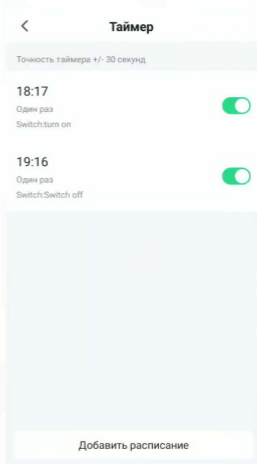 Таймер
Точность таймера +/- 30 секунд
18:17
Один раз
Switch:turn on
19:16
Один раз
Switch:Switch off
Добавить расписание